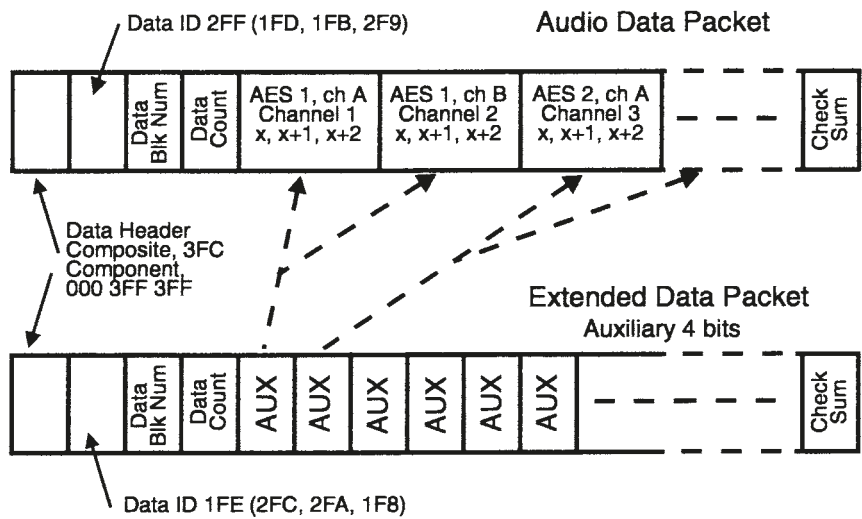 Data ID 2FF (1FD, 1FB, 2F9)
Audio Data Packet
Data
Blk Num
Data
Count
AES 1, ch A
Channel 1
x, x+1, x+2
AES 1, ch B
Channel 2
x, x+1, x+2
AES 2, ch A
Channel 3
x, x+1, x+2
Check
Sum
Data Header
Composite, 3FC
Component,
000 3FF 3FF
Extended Data Packet
Auxiliary 4 bits
Data
Blk Num
Data
Count
AUX
AUX
AUX
AUX
AUX
AUX
Check
Sum
Data ID 1FE (2FC, 2FA, 1F8)